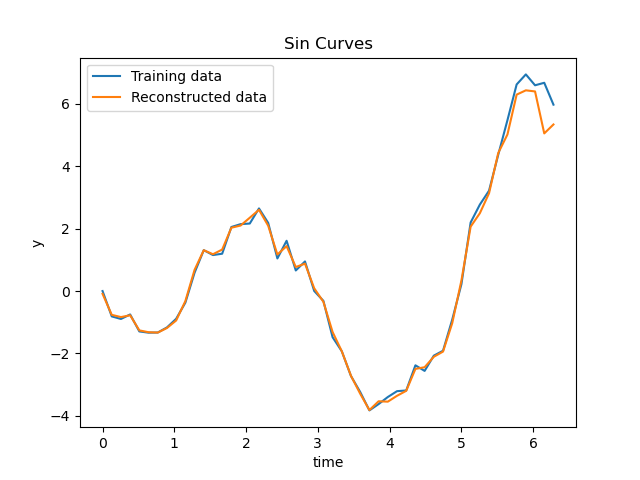 Sin Curves
Training data
Reconstructed data
6
4
2
0
−2
−4
y
0 1 2 3 4 5 6
time